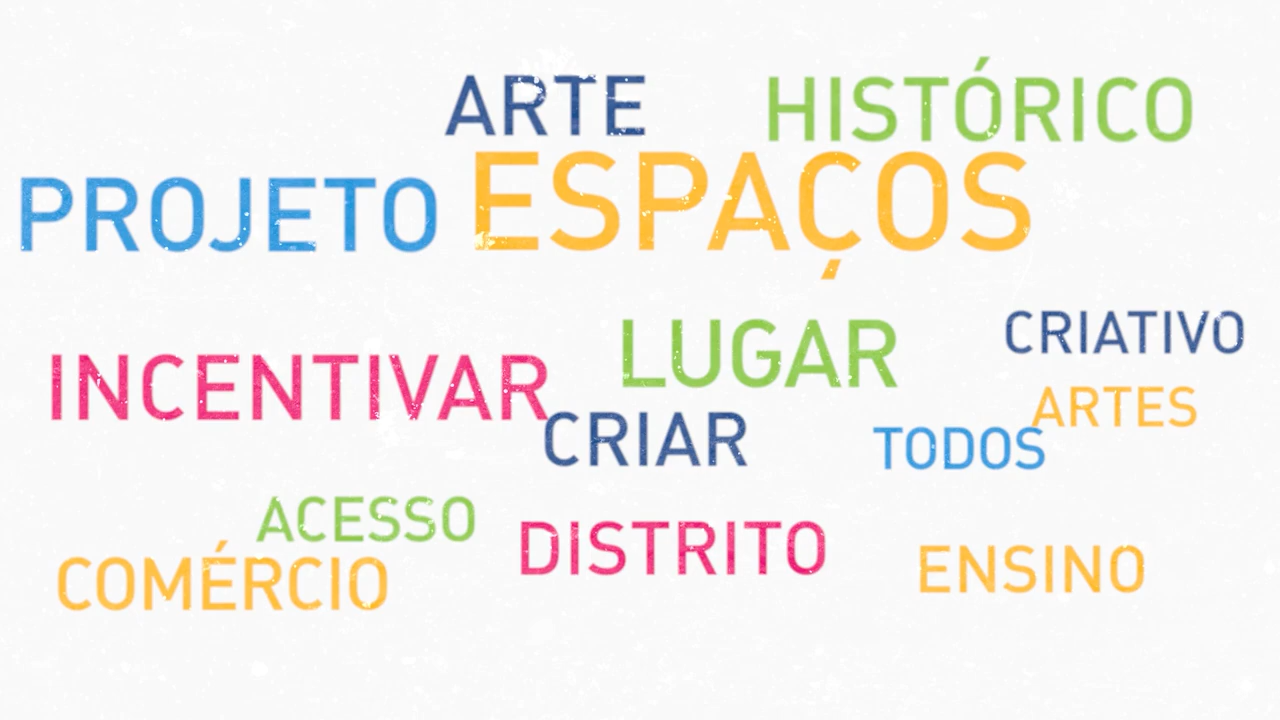 ARTE HISTÓRICO
PROJETO ESPAÇOS
INCENTIVAR LUGAR CRIATIVO
ARTES
CRIAR TODOS
ACESSO DISTRITO
COMÉRCIO ENSINO